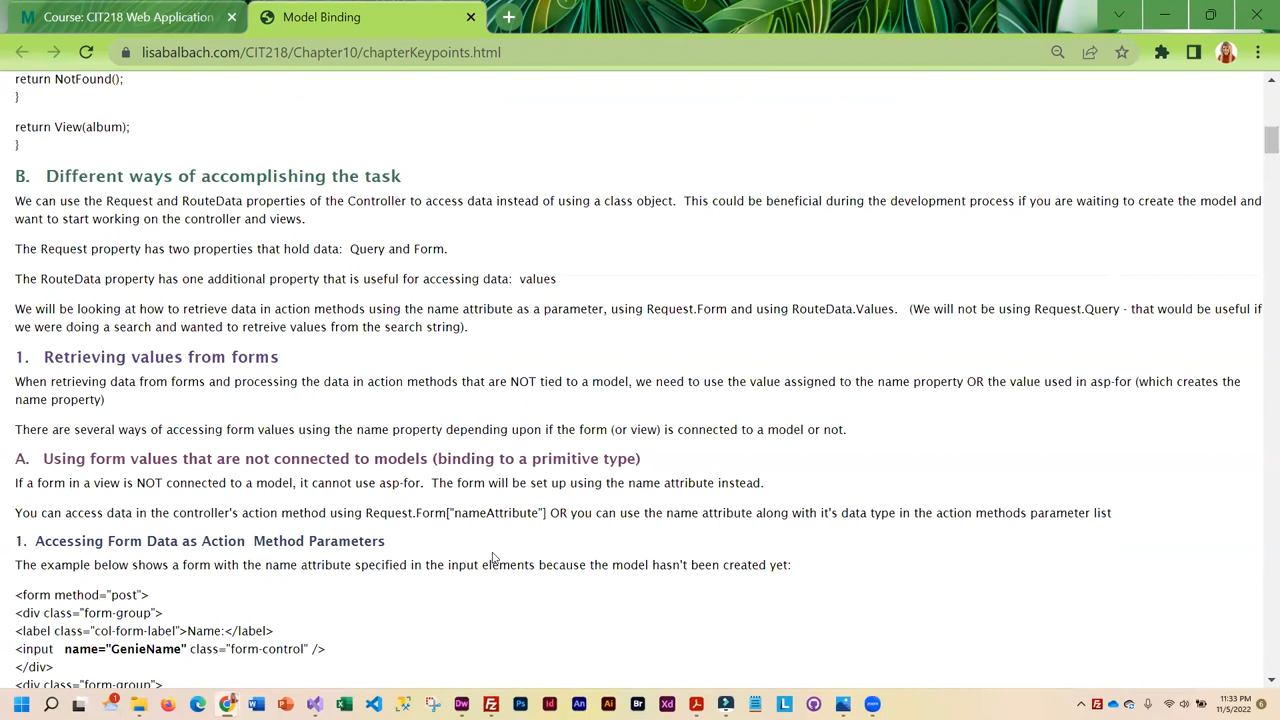 Course: CIT218 Web Application
Model Binding
lisabalbach.com/CIT218/Chapter10/chapterKeypoints.html
return NotFound();
}
return View(album);
}
B. Different ways of accomplishing the task
We can use the Request and RouteData properties of the Controller to access data instead of using a class object. This could be beneficial during the development process if you are waiting to create the model and
want to start working on the controller and views.
The Request property has two properties that hold data: Query and Form.
The RouteData property has one additional property that is useful for accessing data: values
We will be looking at how to retrieve data in action methods using the name attribute as a parameter, using Request.Form and using RouteData.Values. (We will not be using Request.Query - that would be useful if
we were doing a search and wanted to retreive values from the search string).
1. Retrieving values from forms
When retrieving data from forms and processing the data in action methods that are NOT tied to a model, we need to use the value assigned to the name property OR the value used in asp-for (which creates the
name property)
There are several ways of accessing form values using the name property depending upon if the form (or view) is connected to a model or not.
A. Using form values that are not connected to models (binding to a primitive type)
If a form in a view is NOT connected to a model, it cannot use asp-for. The form will be set up using the name attribute instead.
You can access data in the controller's action method using Request.Form["nameAttribute"] OR you can use the name attribute along with it's data type in the action methods parameter list
1. Accessing Form Data as Action Method Parameters
The example below shows a form with the name attribute specified in the input elements because the model hasn't been created yet:
<form method="post">
<div class="form-group">
<label class="col-form-label">Name:</label>
<input name="GenieName" class="form-control" />
</div>
<div class="form-group">
11:33 PM
11/5/2022